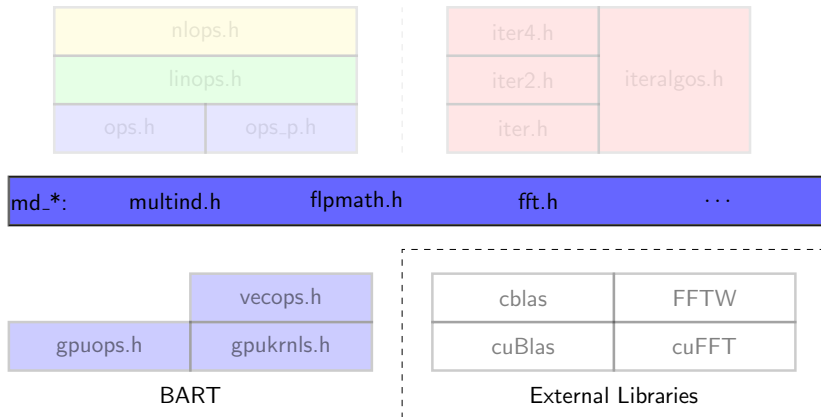 nlops.h
linops.h
ops.h ops_p.h
iter4.h
iter2.h
iter.h
iteralgos.h
md_*: multind.h flpmath.h fft.h ...
vecops.h
gpuops.h gpukrnls.h
BART
cblas FFTW
cuBlas cuFFT
External Libraries